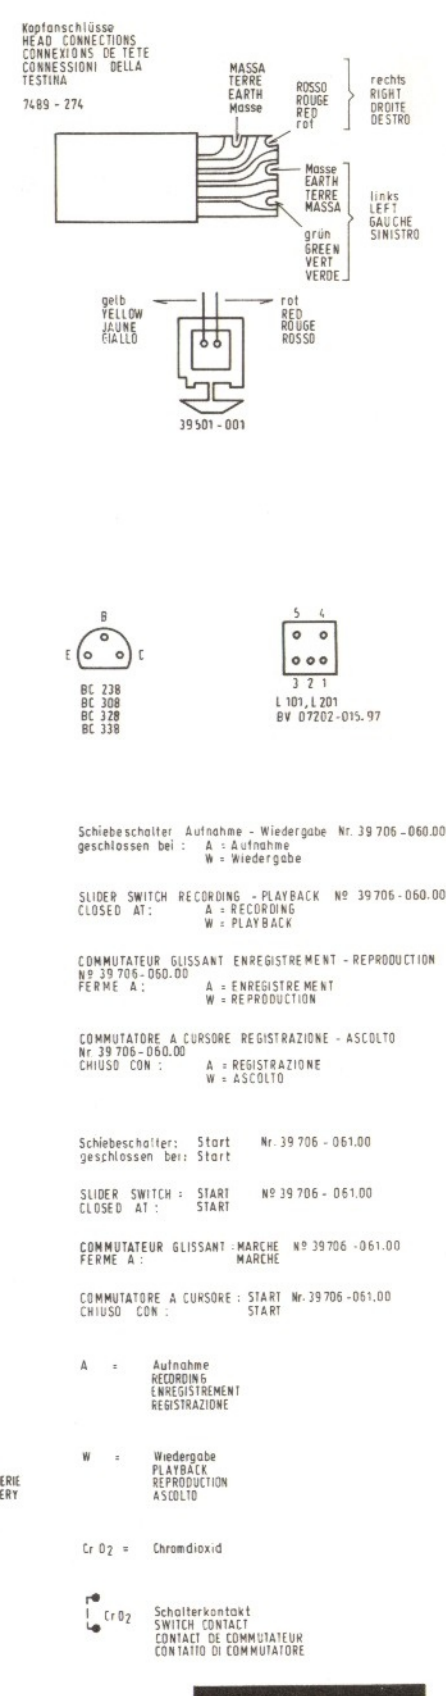 Kopfanschlüsse
HEAD CONNECTIONS
CONNEXIONS DE TETE
CONNESSIONI DELLA
TESTINA
7489 - 274
MASSA
TERRE
EARTH
Masse
ROSSO
ROUGE
RED
rot
rechts
RIGHT
DROITE
DESTRO
Masse
EARTH
TERRE
MASSA
grün
GREEN
VERT
VERDE
links
LEFT
GAUCHE
SINISTRO
gelb
YELLOW
JAUNE
GIALLO
rot
RED
ROUGE
ROSSO
39501 - 001
B
E C
BC 238
BC 308
BC 328
BC 338
5 4
3 2 1
L 101, L 201
BV 07202-015.97
Schiebeschalter Aufnahme - Wiedergabe Nr. 39 706 - 060.00
geschlossen bei : A = Aufnahme
W = Wiedergabe
SLIDER SWITCH RECORDING - PLAYBACK Nº 39706 - 060.00
CLOSED AT: A = RECORDING
W = PLAYBACK
COMMUTATEUR GLISSANT ENREGISTREMENT - REPRODUCTION
Nº 39 706 - 060.00
FERME A : A = ENREGISTREMENT
W = REPRODUCTION
COMMUTATORE A CURSORE REGISTRAZIONE - ASCOLTO
Nr 39 706 - 060.00
CHIUSO CON : A = REGISTRAZIONE
W = ASCOLTO
Schiebeschalter: Start Nr. 39 706 - 061.00
geschlossen bei: Start
SLIDER SWITCH = START Nº 39 706 - 061.00
CLOSED AT : START
COMMUTATEUR GLISSANT : MARCHE Nº 39706 - 061.00
FERME A : MARCHE
COMMUTATORE A CURSORE : START Nr. 39706 - 061.00
CHIUSO CON : START
A = Aufnahme
RECORDING
ENREGISTREMENT
REGISTRAZIONE
W = Wiedergabe
PLAYBACK
ERIE REPRODUCTION
ERY ASCOLTO
Cr O2 = Chromdioxid
Cr O2 Schalterkontakt
SWITCH CONTACT
CONTACT DE COMMUTATEUR
CONTATTO DI COMMUTATORE